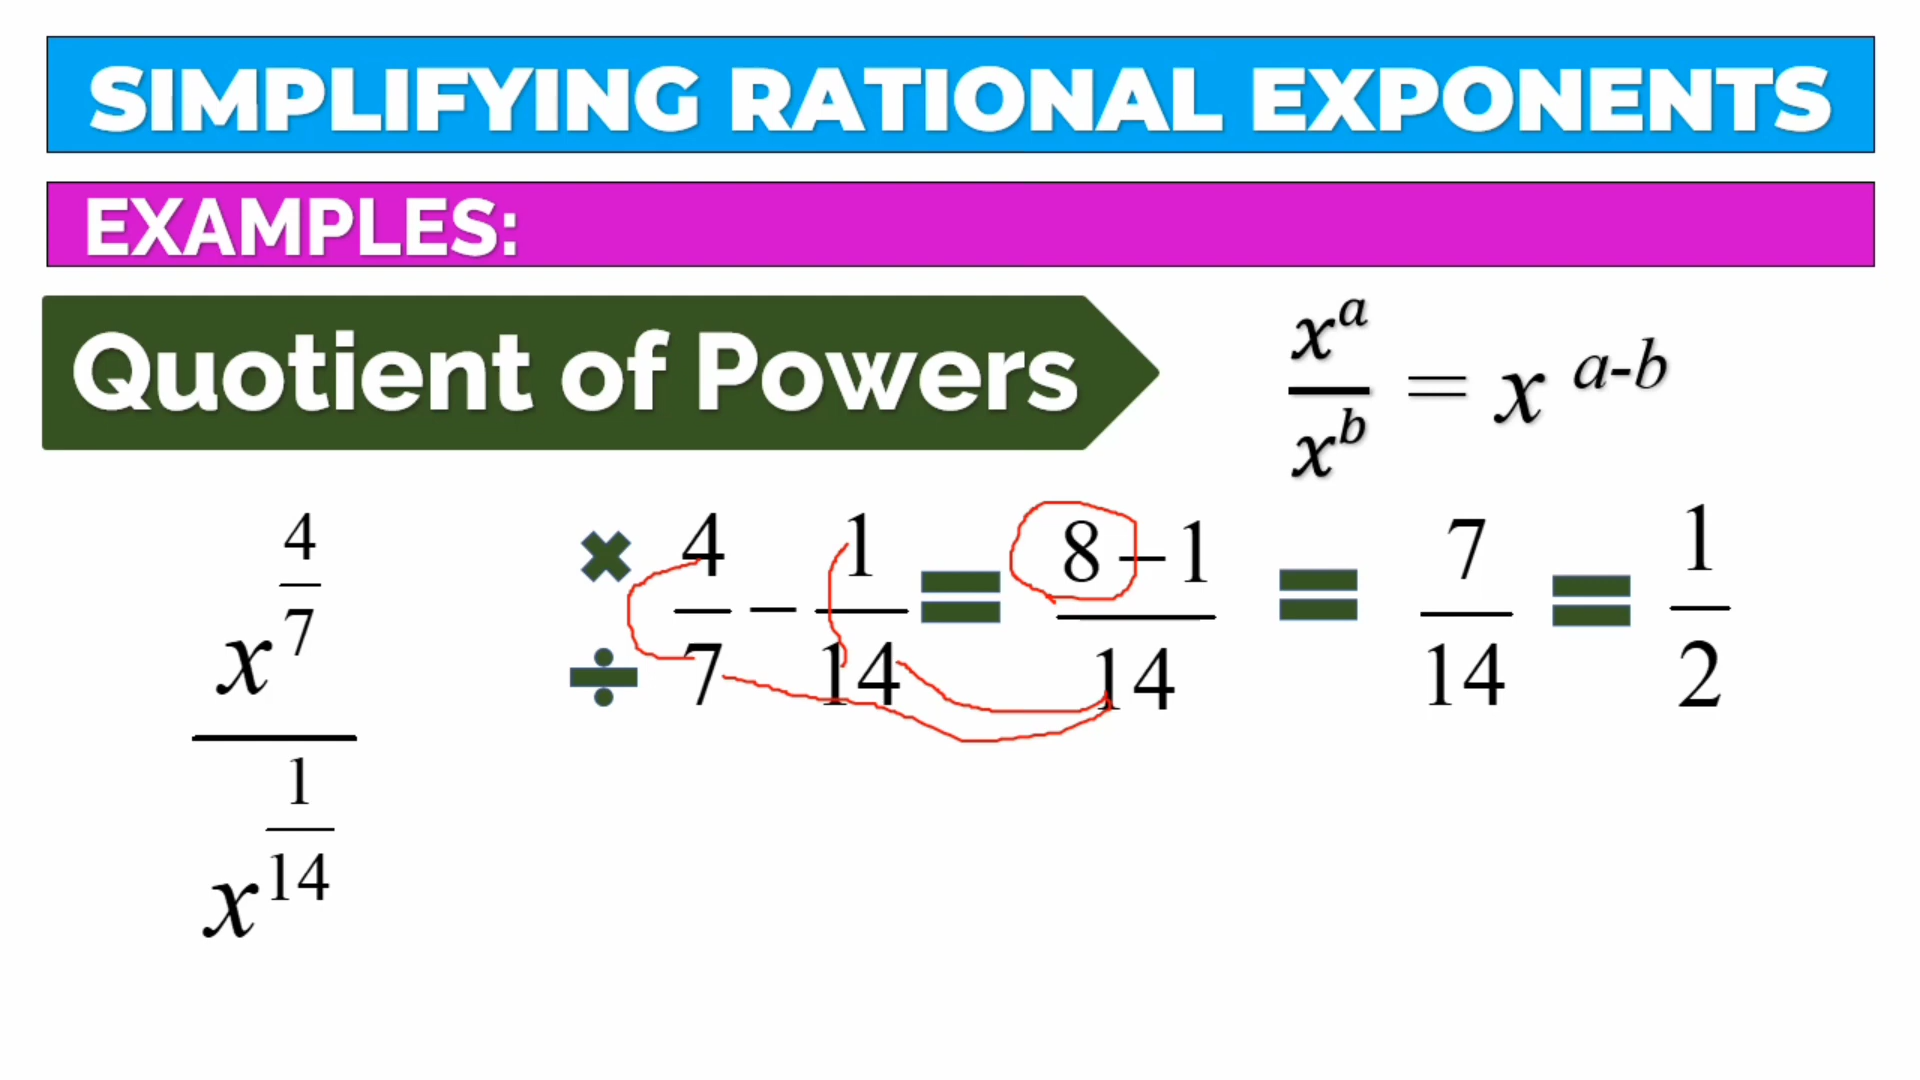 SIMPLIFYING RATIONAL EXPONENTS
EXAMPLES:
Quotient of Powers
x^a / x^b = x^(a-b)
x^(4/7) / x^(1/14)
✖ ÷ 4/7 − 1/14 = (8−1)/14 = 7/14 = 1/2